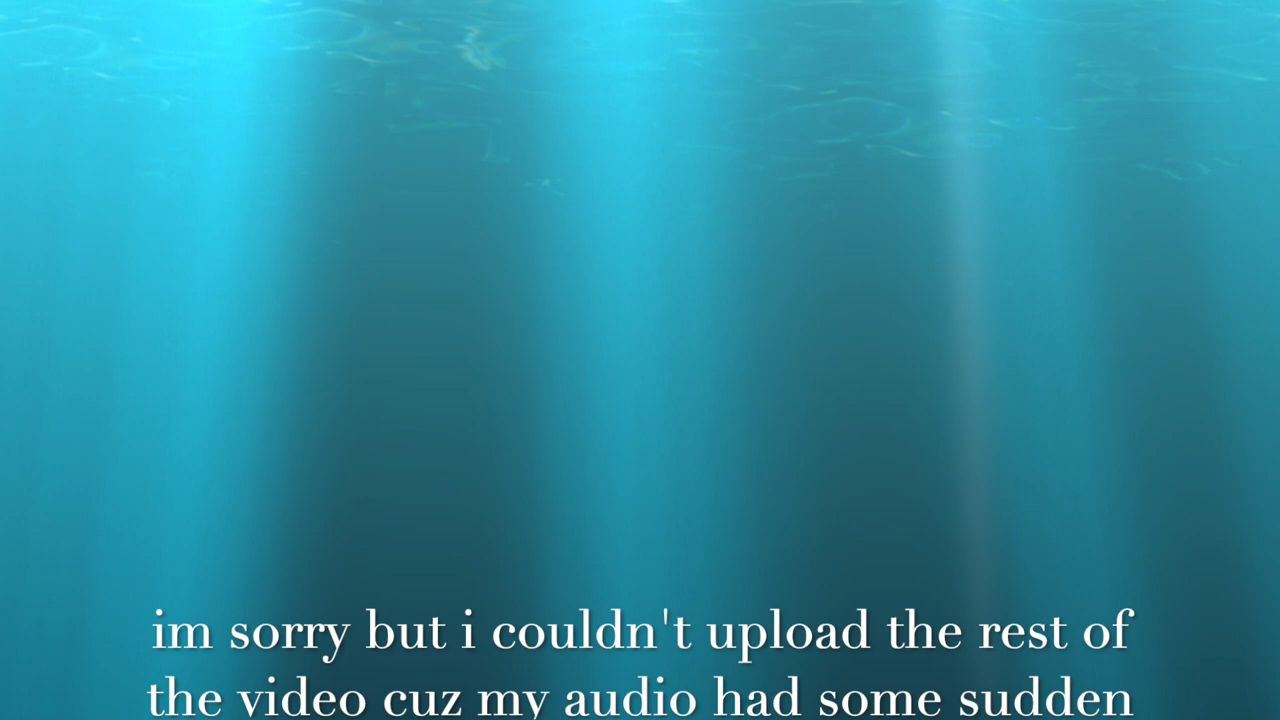 im sorry but i couldn't upload the rest of
the video cuz my audio had some sudden